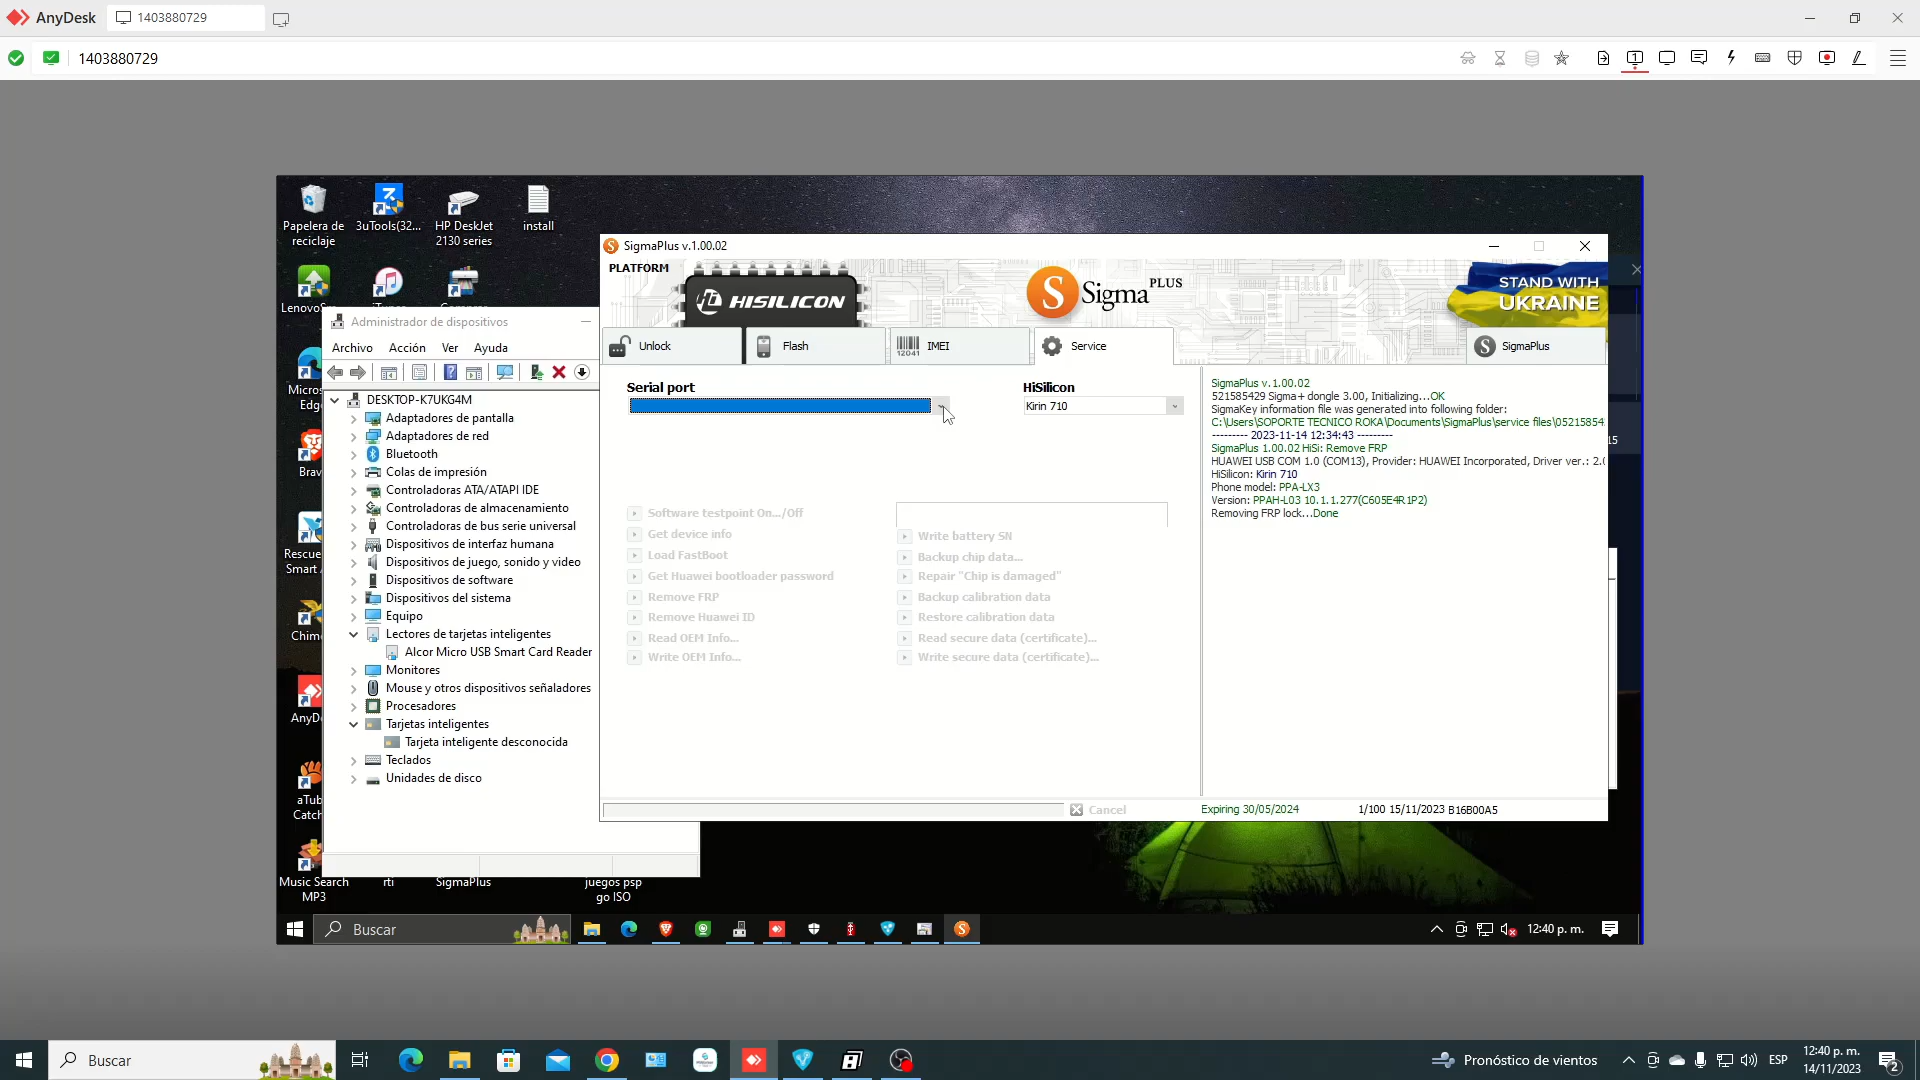 AnyDesk
1403880729
1403880729
Papelera de reciclaje
3uTools(32...
HP DeskJet 2130 series
install
SigmaPlus v.1.00.02
PLATFORM
HISILICON
Sigma PLUS
STAND WITH
UKRAINE
Administrador de dispositivos
Archivo Acción Ver Ayuda
Unlock
Flash
12041
IMEI
Service
SigmaPlus
DESKTOP-K7UKG4M
Adaptadores de pantalla
Adaptadores de red
Bluetooth
Colas de impresión
Controladoras ATA/ATAPI IDE
Controladoras de almacenamiento
Controladoras de bus serie universal
Dispositivos de interfaz humana
Dispositivos de juego, sonido y video
Dispositivos de software
Dispositivos del sistema
Equipo
Lectores de tarjetas inteligentes
Alcor Micro USB Smart Card Reader
Monitores
Mouse y otros dispositivos señaladores
Procesadores
Tarjetas inteligentes
Tarjeta inteligente desconocida
Teclados
Unidades de disco
Serial port
HiSilicon
Kirin 710
Software testpoint On.../Off
Get device info
Load FastBoot
Get Huawei bootloader password
Remove FRP
Remove Huawei ID
Read OEM Info...
Write OEM Info...
Write battery SN
Backup chip data...
Repair "Chip is damaged"
Backup calibration data
Restore calibration data
Read secure data (certificate)...
Write secure data (certificate)...
SigmaPlus v.1.00.02
521585429 Sigma+ dongle 3.00, Initializing...OK
SigmaKey information file was generated into following folder:
C:\Users\SOPORTE TECNICO ROKA\Documents\SigmaPlus\service files\05215854
--------- 2023-11-14 12:34:43 ---------
SigmaPlus 1.00.02 HiSi: Remove FRP
HUAWEI USB COM 1.0 (COM13), Provider: HUAWEI Incorporated, Driver ver.: 2.0
HiSilicon: Kirin 710
Phone model: PPA-LX3
Version: PPAH-L03 10.1.1.277(C605E4R1P2)
Removing FRP lock...Done
15
Cancel
Expiring 30/05/2024
1/100 15/11/2023 B16B00A5
Music Search MP3
rti
SigmaPlus
juegos psp go ISO
Buscar
12:40 p. m.
Buscar
Pronóstico de vientos
ESP
12:40 p. m.
14/11/2023
2